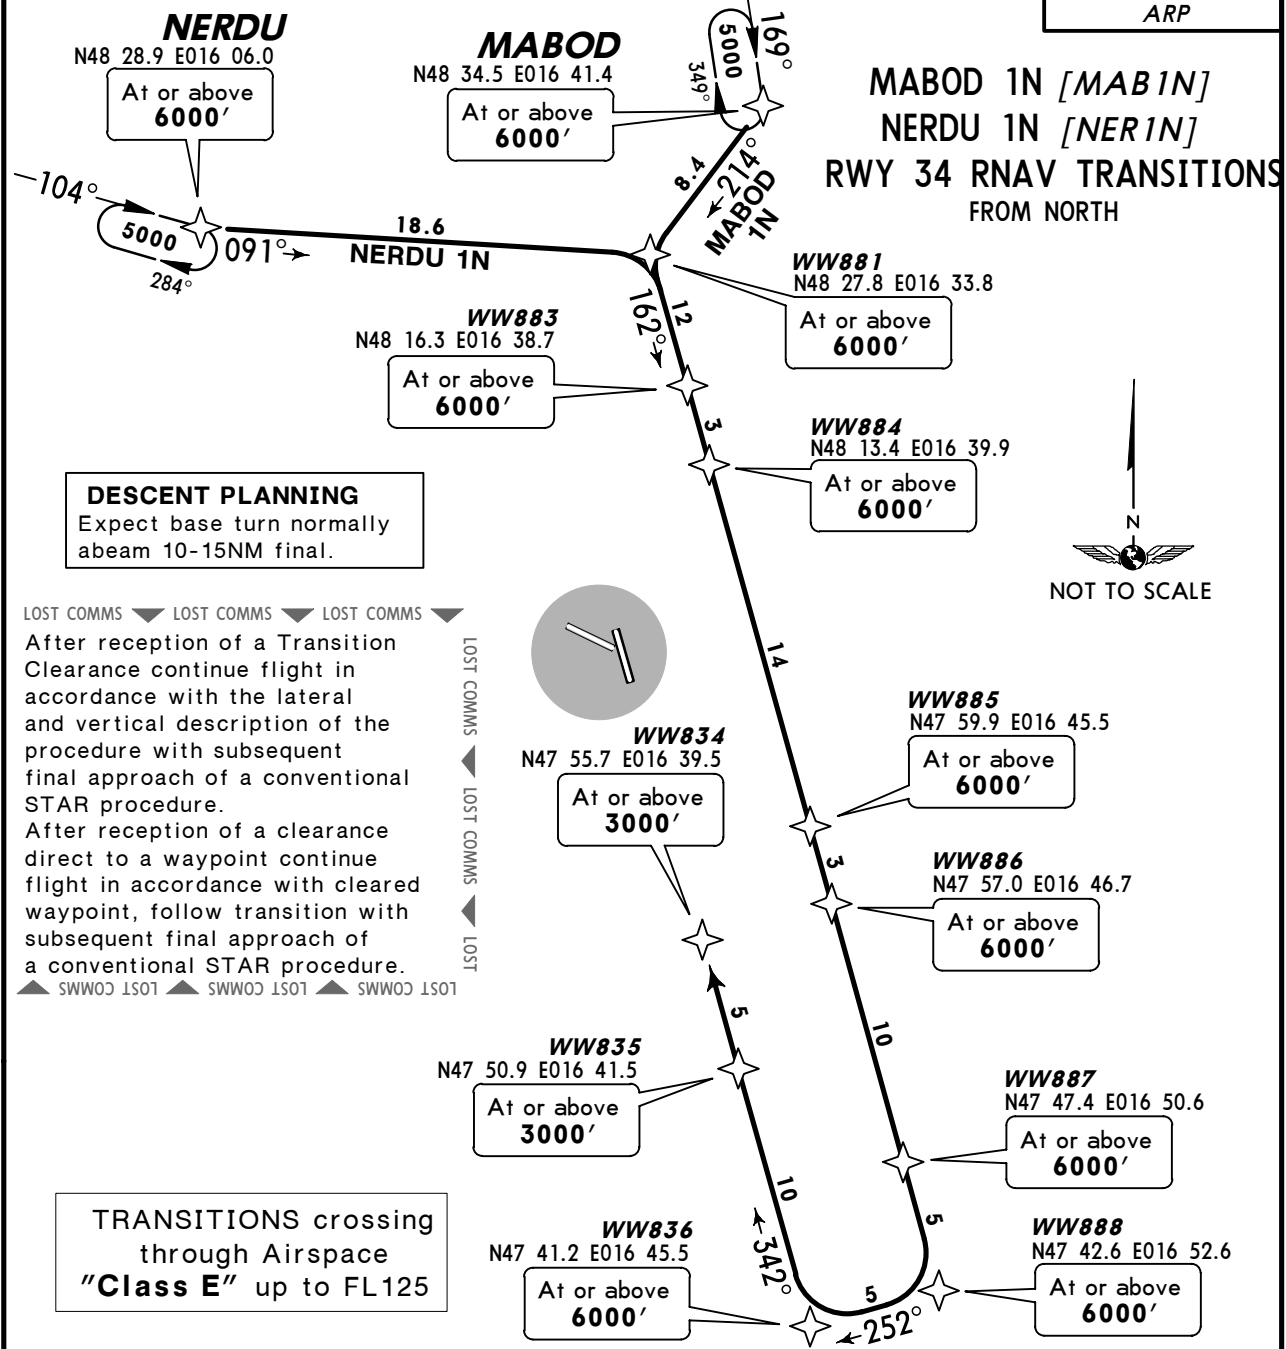 ARP
MABOD 1N [MAB1N]
NERDU 1N [NER1N]
RWY 34 RNAV TRANSITIONS
FROM NORTH
NERDU
N48 28.9 E016 06.0
At or above
6000'
MABOD
N48 34.5 E016 41.4
At or above
6000'
5000
169°
349°
104°
5000
284°
091°
18.6
NERDU 1N
8.4
214°
MABOD
1N
WW881
N48 27.8 E016 33.8
At or above
6000'
162°
12
WW883
N48 16.3 E016 38.7
At or above
6000'
3
WW884
N48 13.4 E016 39.9
At or above
6000'
N
NOT TO SCALE
DESCENT PLANNING
Expect base turn normally
abeam 10-15NM final.
LOST COMMS LOST COMMS LOST COMMS
LOST COMMS LOST COMMS LOST
LOST COMMS LOST COMMS LOST COMMS
After reception of a Transition
Clearance continue flight in
accordance with the lateral
and vertical description of the
procedure with subsequent
final approach of a conventional
STAR procedure.
After reception of a clearance
direct to a waypoint continue
flight in accordance with cleared
waypoint, follow transition with
subsequent final approach of
a conventional STAR procedure.
14
WW885
N47 59.9 E016 45.5
At or above
6000'
WW834
N47 55.7 E016 39.5
At or above
3000'
3
WW886
N47 57.0 E016 46.7
At or above
6000'
10
5
WW835
N47 50.9 E016 41.5
At or above
3000'
WW887
N47 47.4 E016 50.6
At or above
6000'
10
5
342°
WW836
N47 41.2 E016 45.5
At or above
6000'
WW888
N47 42.6 E016 52.6
At or above
6000'
5
252°
TRANSITIONS crossing
through Airspace
"Class E" up to FL125